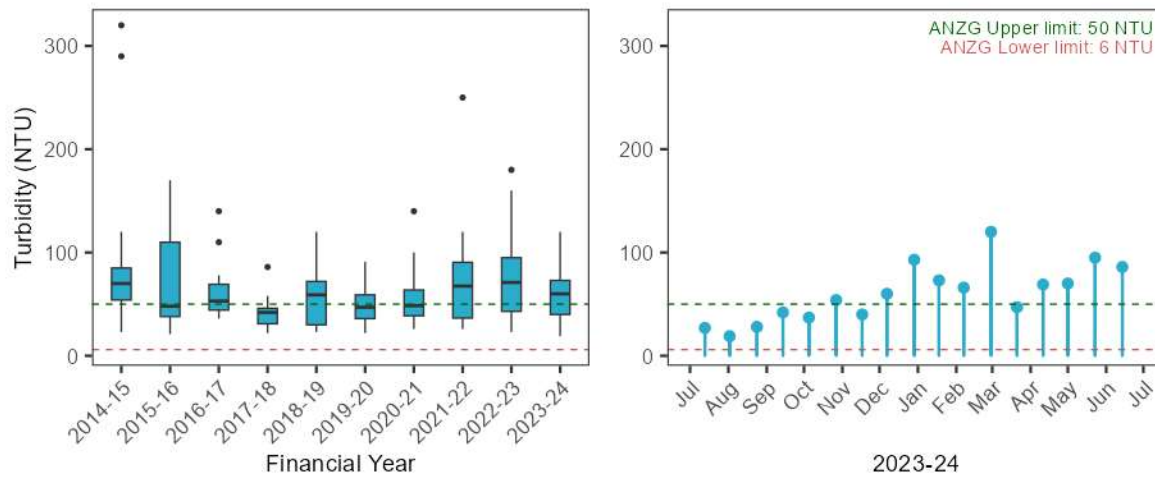 Turbidity (NTU)
300
200
100
0
2014-15
2015-16
2016-17
2017-18
2018-19
2019-20
2020-21
2021-22
2022-23
2023-24
Financial Year
ANZG Upper limit: 50 NTU
ANZG Lower limit: 6 NTU
300
200
100
0
Jul
Aug
Sep
Oct
Nov
Dec
Jan
Feb
Mar
Apr
May
Jun
Jul
2023-24